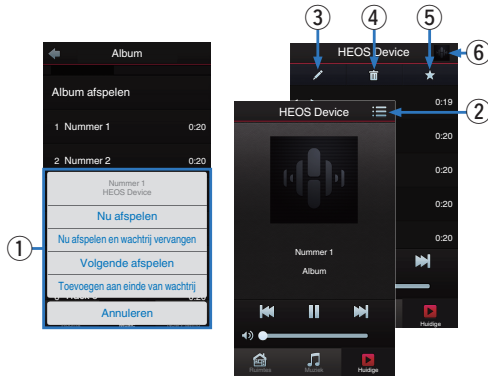 ③ ④ ⑤
Album
HEOS Device
⑥
Album afspelen
1 Nummer 1 0:20
2 Nummer 2 0:20
Nummer 1
HEOS Device
①
Nu afspelen
Nu afspelen en wachtrij vervangen
Volgende afspelen
Toevoegen aan einde van wachtrij
Annuleren
HEOS Device
②
Nummer 1
Album
Ruimtes Muziek Huidige
0:19
0:20
0:20
0:20
0:20
Huidige